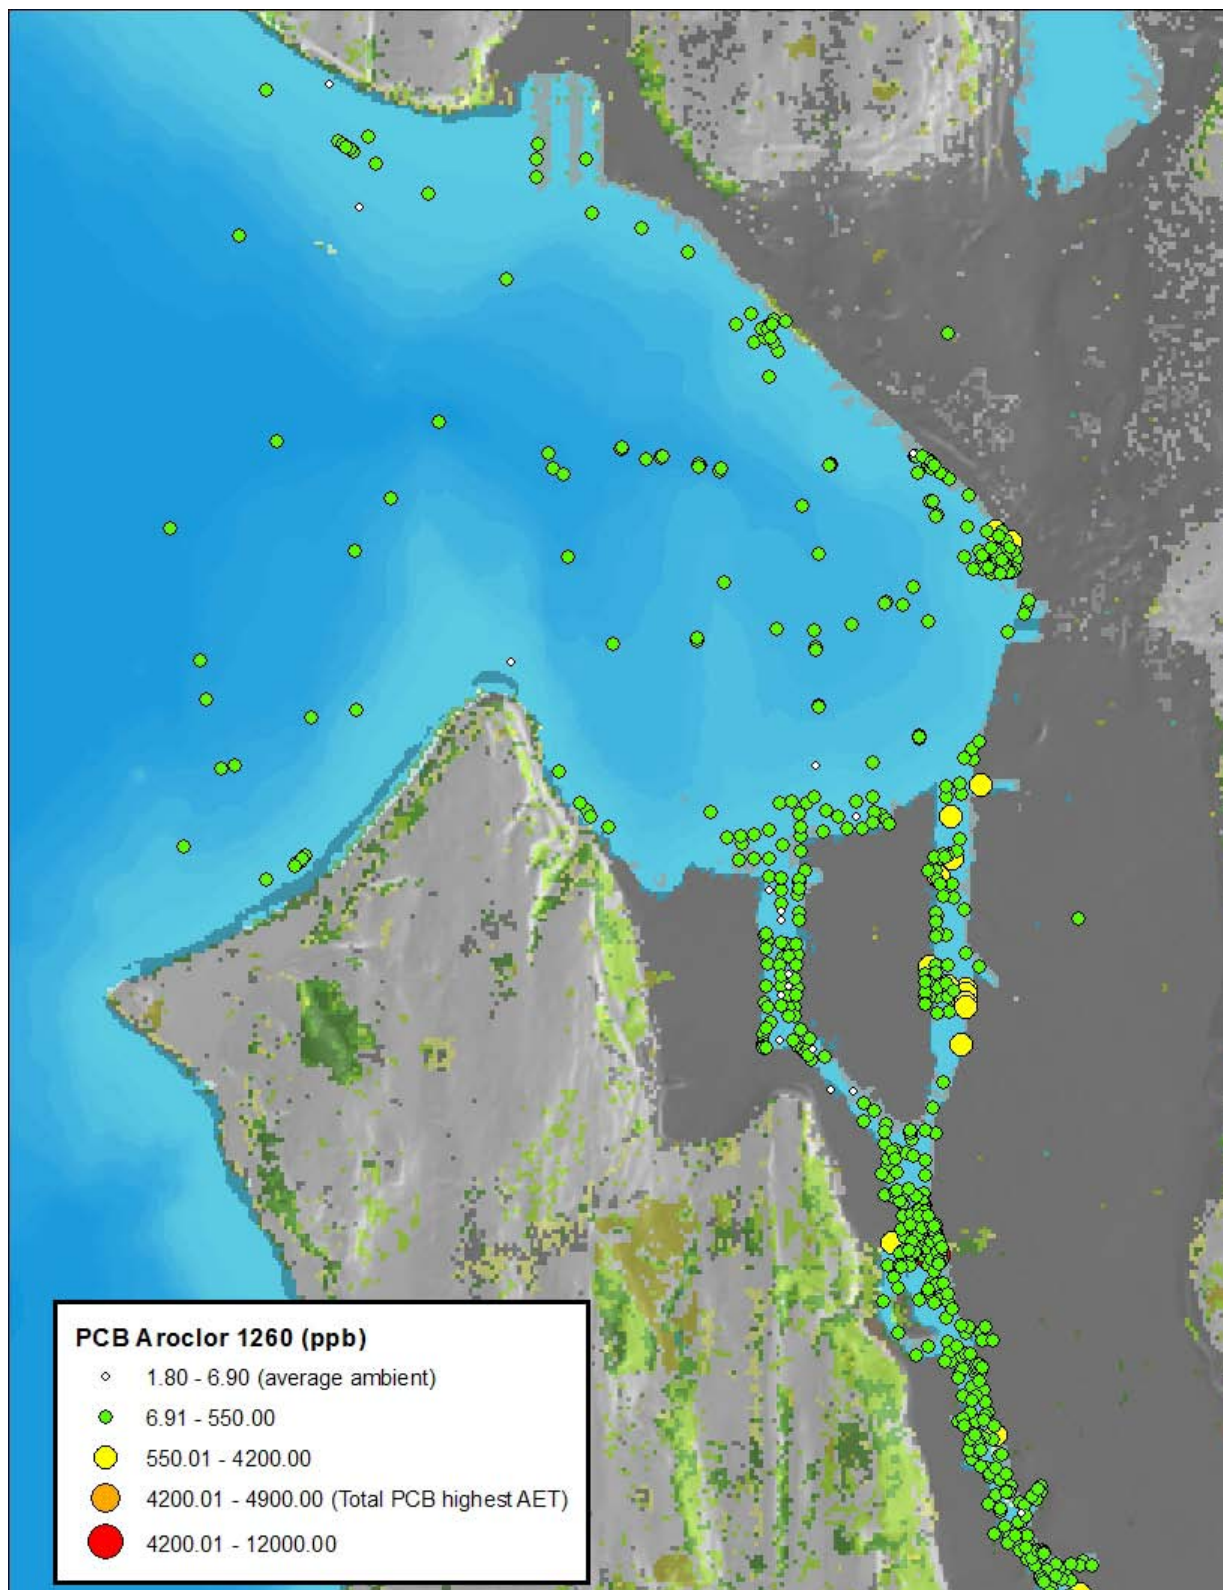 PCB Aroclor 1260 (ppb)
1.80 - 6.90 (average ambient)
6.91 - 550.00
550.01 - 4200.00
4200.01 - 4900.00 (Total PCB highest AET)
4200.01 - 12000.00